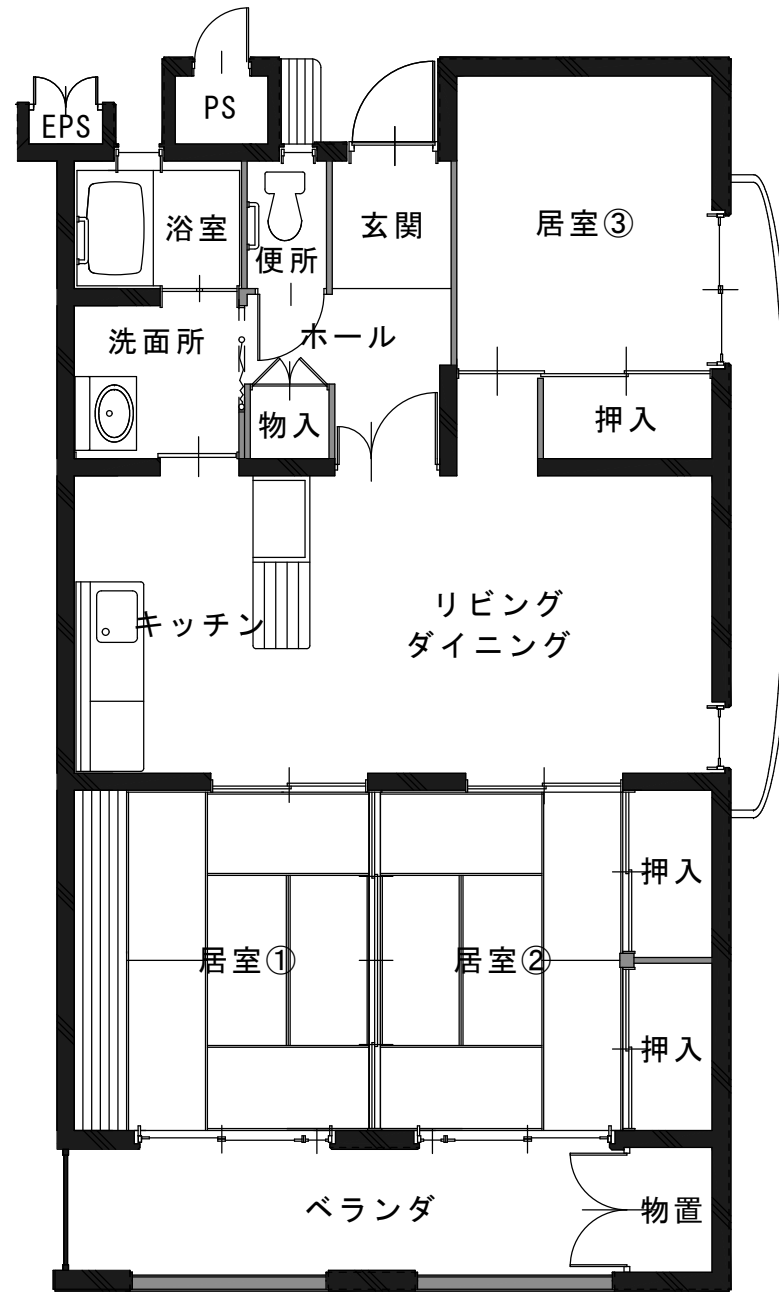 PS
EPS
浴室
便所
玄関
居室③
洗面所
ホール
物入
押入
キッチン
リビング
ダイニング
居室①
居室②
押入
押入
ベランダ
物置